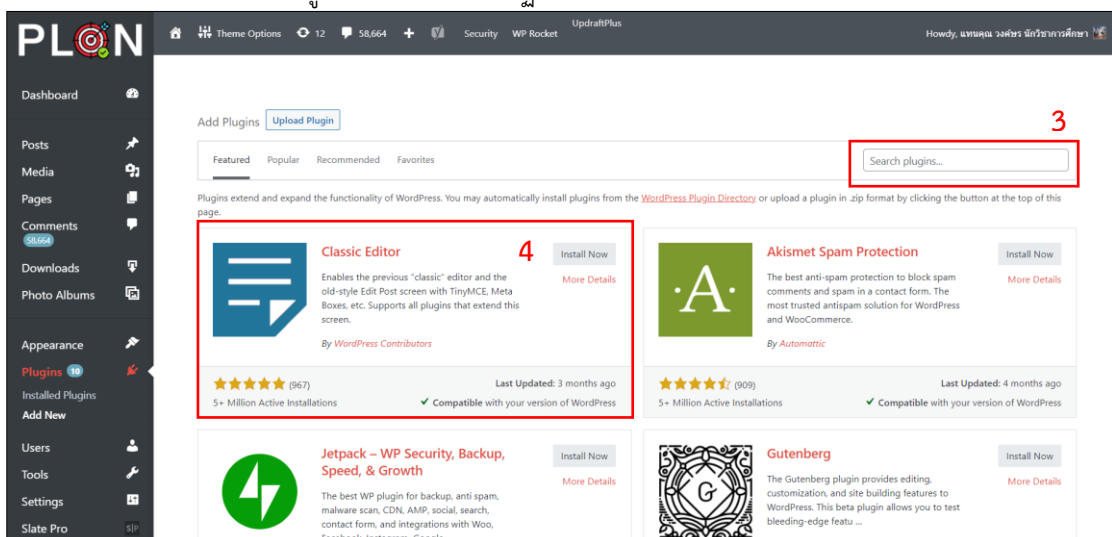 PLON
Theme Options 12 58,664 + Security WP Rocket UpdraftPlus
Howdy, แทนคุณ วงค์ษร นักวิชาการศึกษา
Dashboard
Posts
Media
Pages
Comments
58,664
Downloads
Photo Albums
Appearance
Plugins 10
Installed Plugins
Add New
Users
Tools
Settings
Slate Pro S|P
Add Plugins Upload Plugin
3
Featured Popular Recommended Favorites
Search plugins...
Plugins extend and expand the functionality of WordPress. You may automatically install plugins from the WordPress Plugin Directory or upload a plugin in .zip format by clicking the button at the top of this
page.
Classic Editor
4
Install Now
More Details
Enables the previous "classic" editor and the
old-style Edit Post screen with TinyMCE, Meta
Boxes, etc. Supports all plugins that extend this
screen.
By WordPress Contributors
(967)
Last Updated: 3 months ago
5+ Million Active Installations
Compatible with your version of WordPress
·A·
Akismet Spam Protection
Install Now
More Details
The best anti-spam protection to block spam
comments and spam in a contact form. The
most trusted antispam solution for WordPress
and WooCommerce.
By Automattic
(909)
Last Updated: 4 months ago
5+ Million Active Installations
Compatible with your version of WordPress
Jetpack – WP Security, Backup,
Speed, & Growth
Install Now
More Details
The best WP plugin for backup, anti spam,
malware scan, CDN, AMP, social, search,
contact form, and integrations with Woo,
Facebook, Instagram, Google
G
Gutenberg
Install Now
More Details
The Gutenberg plugin provides editing,
customization, and site building features to
WordPress. This beta plugin allows you to test
bleeding-edge featu ...